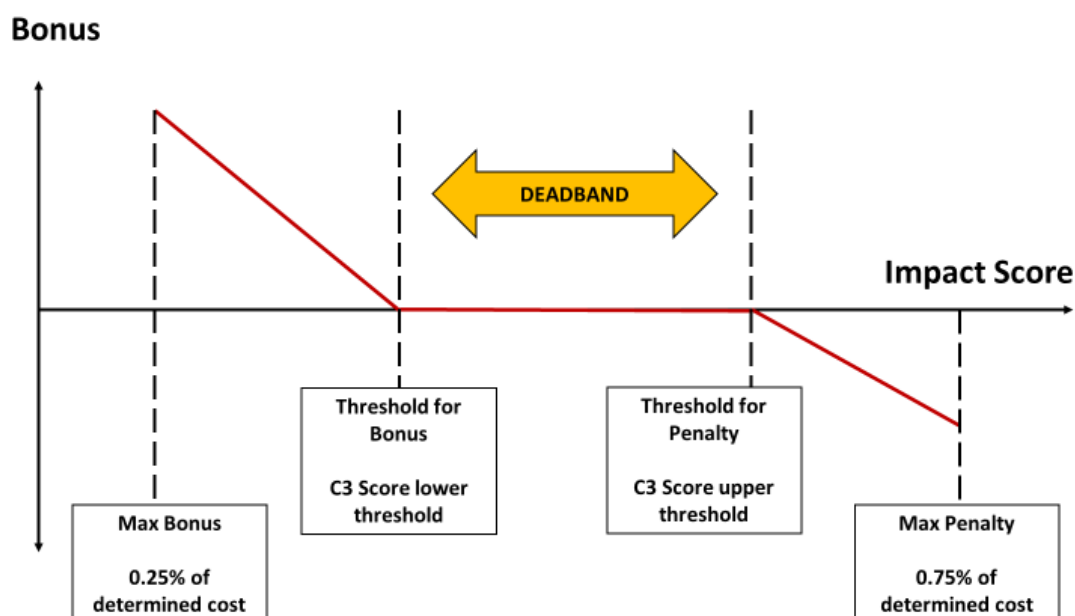 Bonus
DEADBAND
Impact Score
Threshold for
Bonus
C3 Score lower
threshold
Threshold for
Penalty
C3 Score upper
threshold
Max Bonus
0.25% of
determined cost
Max Penalty
0.75% of
determined cost